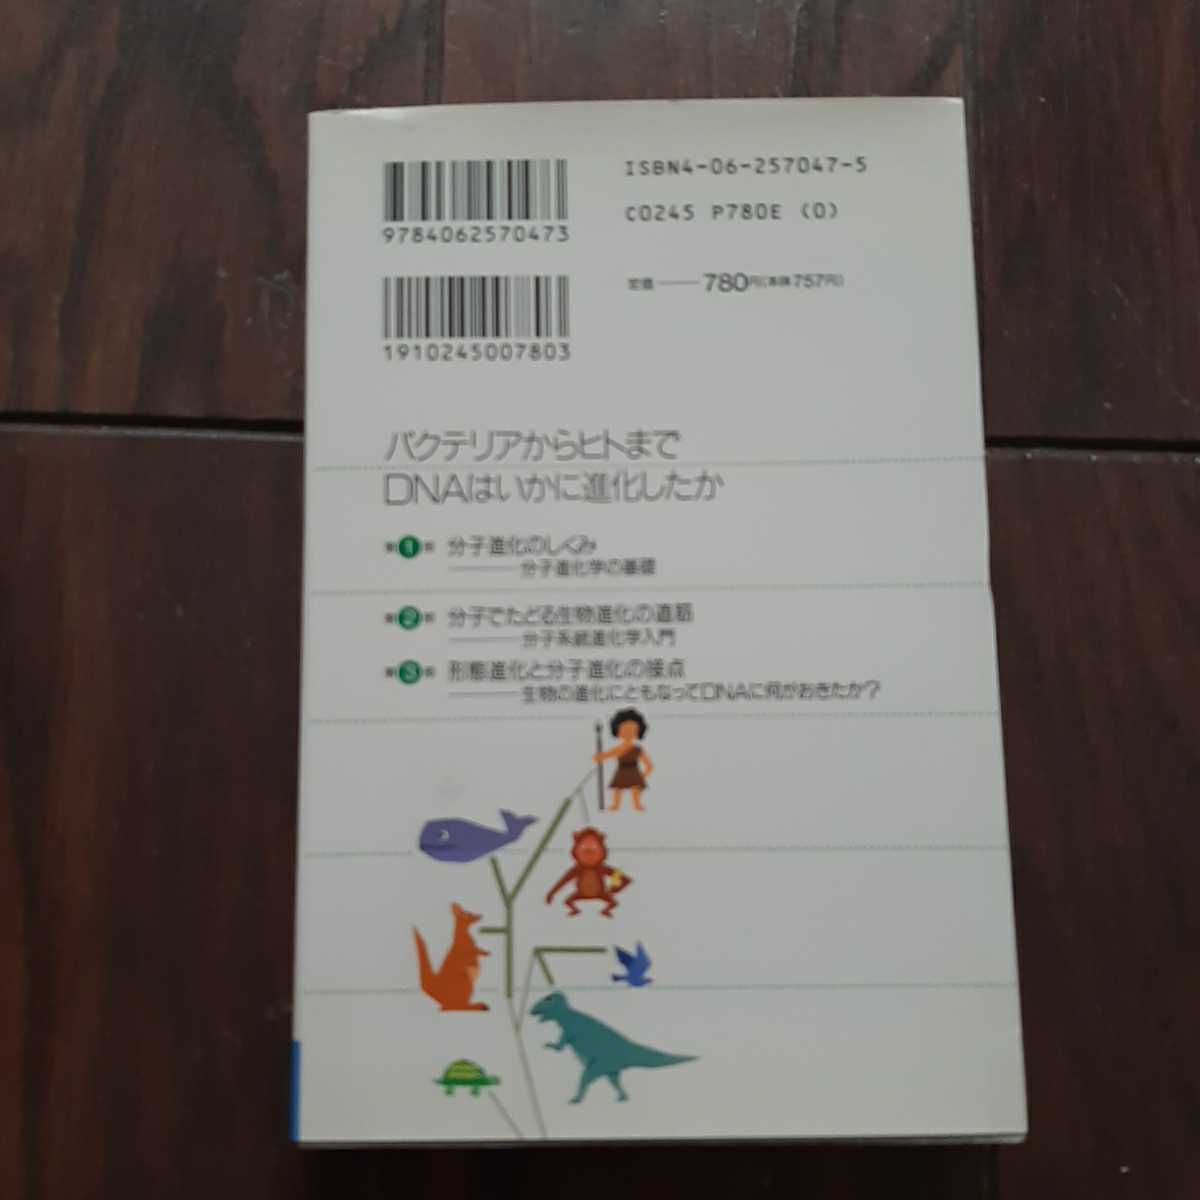 9784062570473
ISBN4-06-257047-5
C0245 P780E (0)
1910245007803
定価――780円(本体757円)
バクテリアからヒトまで
DNAはいかに進化したか
第1部 分子進化のしくみ
――分子進化学の基礎
第2部 分子でたどる生物進化の道筋
――分子系統進化学入門
第3部 形態進化と分子進化の接点
――生物の進化にともなってDNAに何がおきたか?